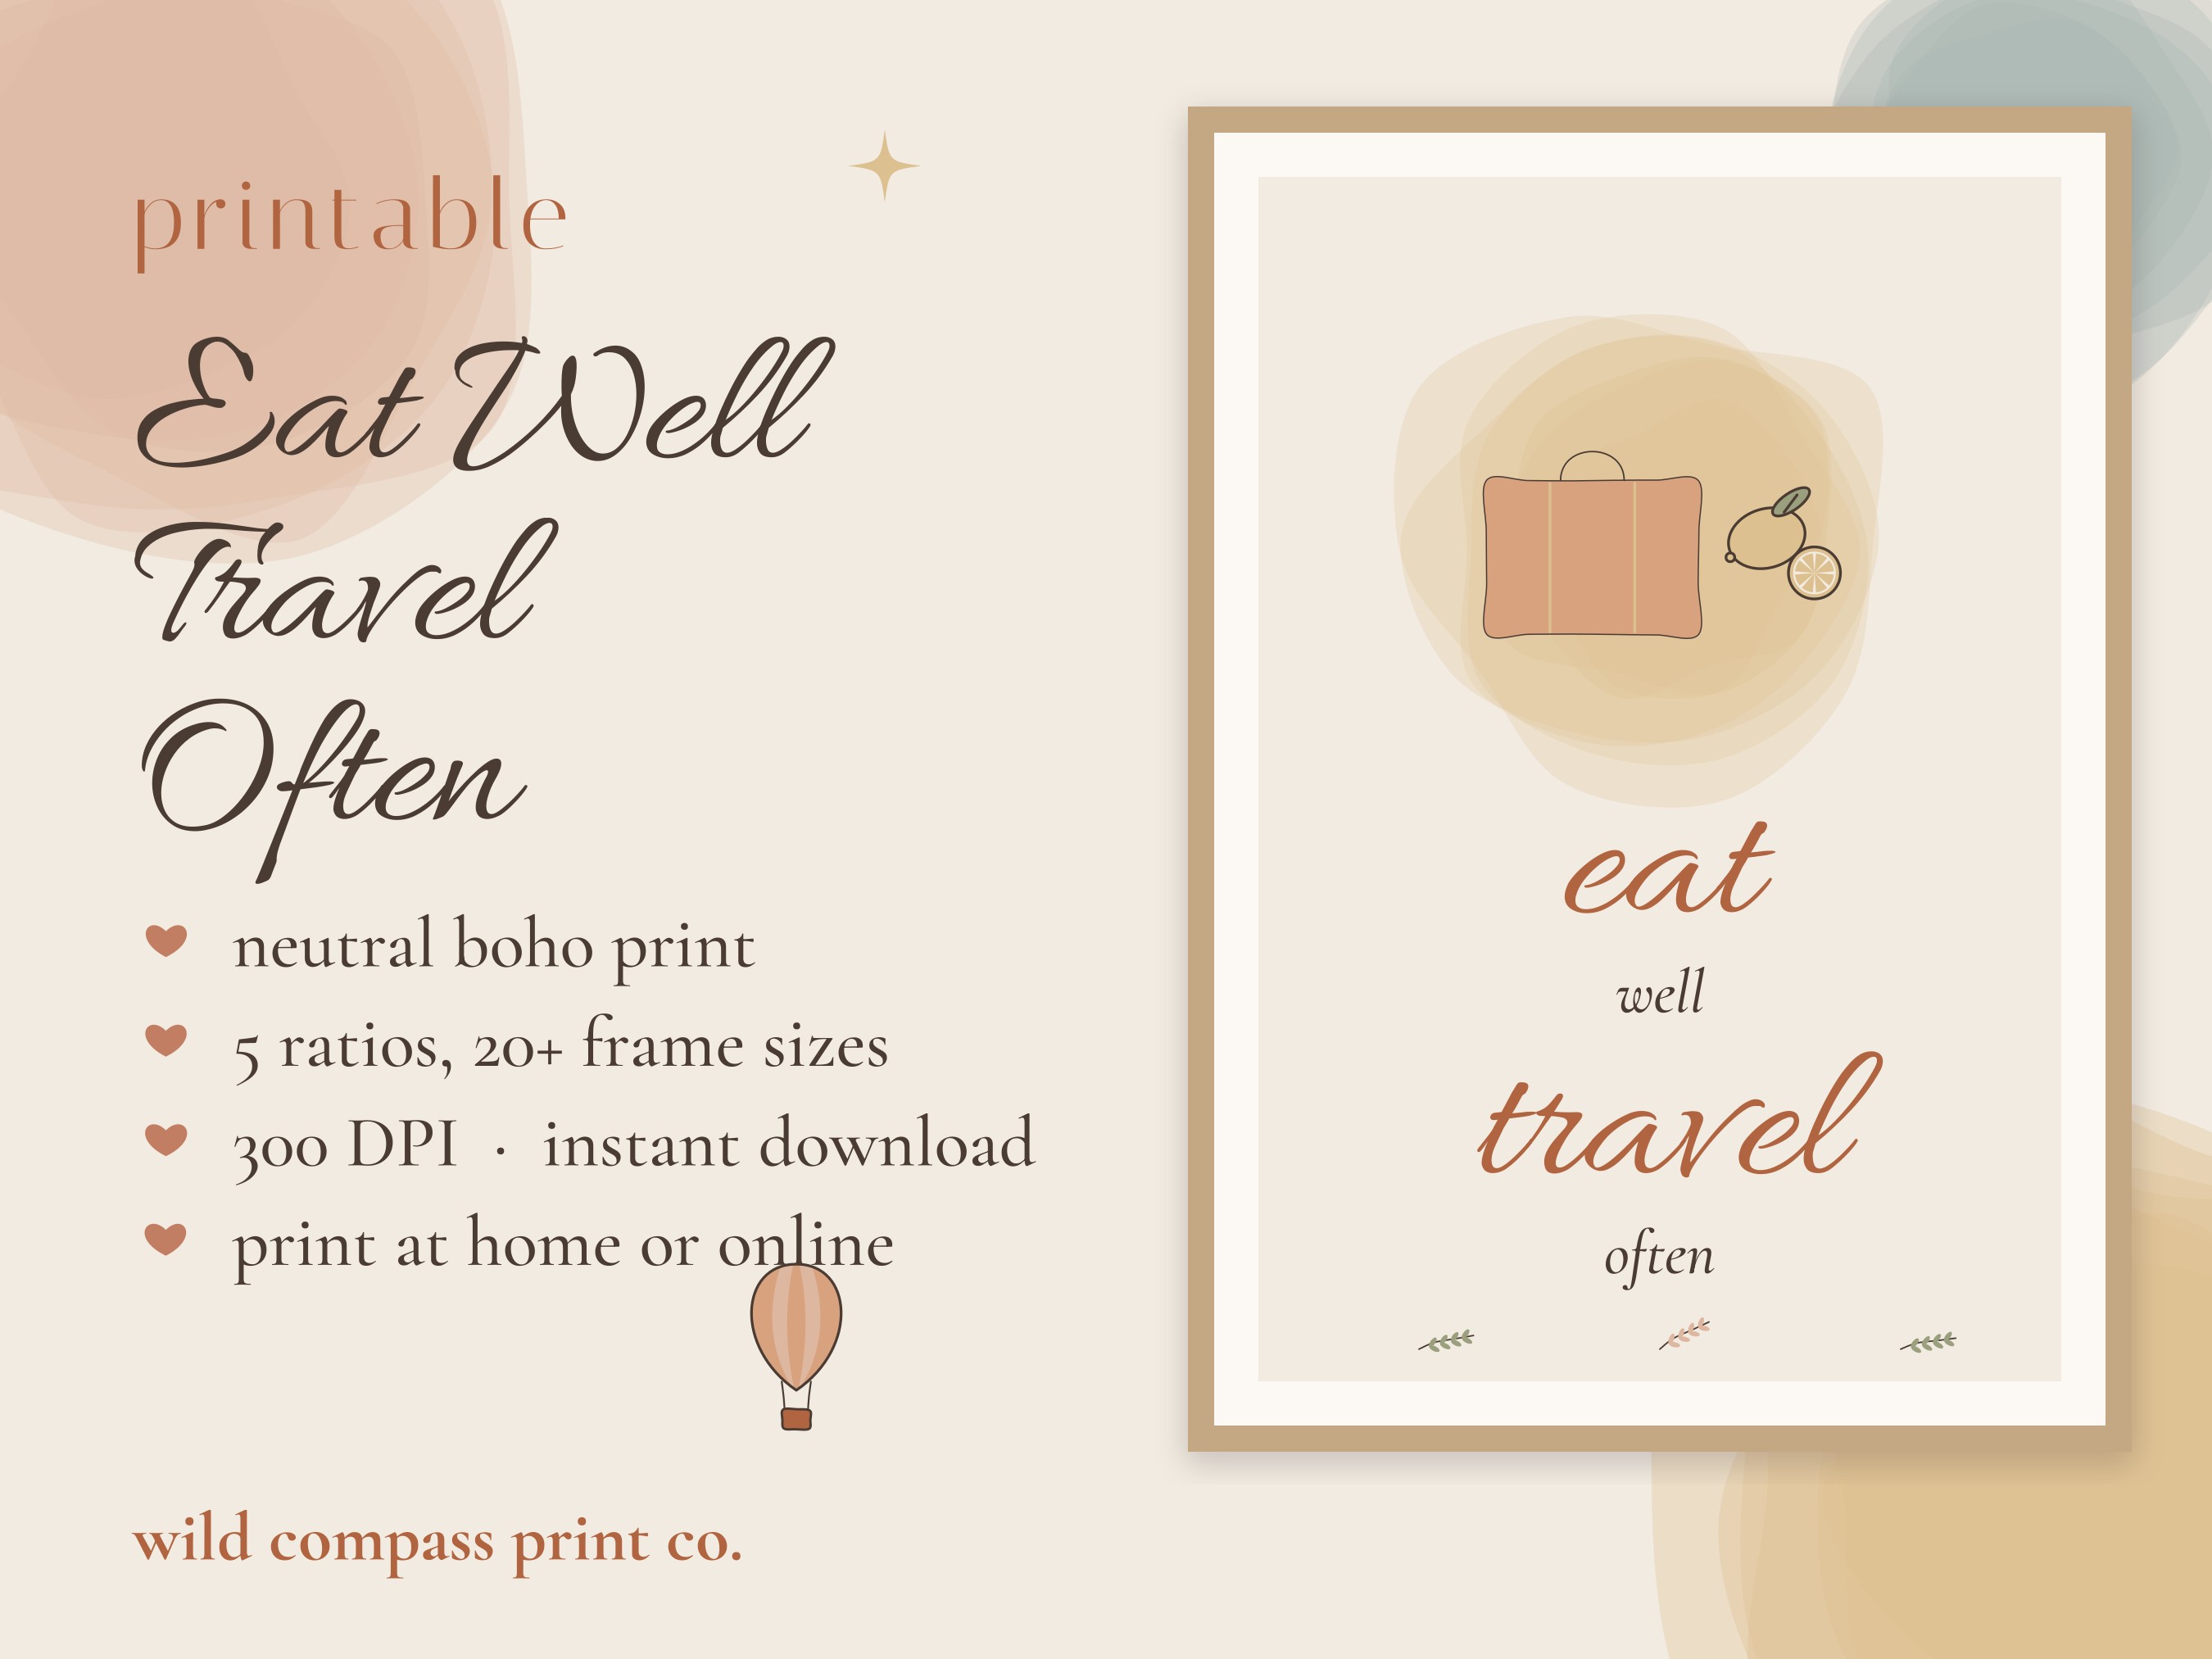 printable
Eat Well
Travel
Often
neutral boho print
5 ratios, 20+ frame sizes
300 DPI · instant download
print at home or online
wild compass print co.
eat
well
travel
often